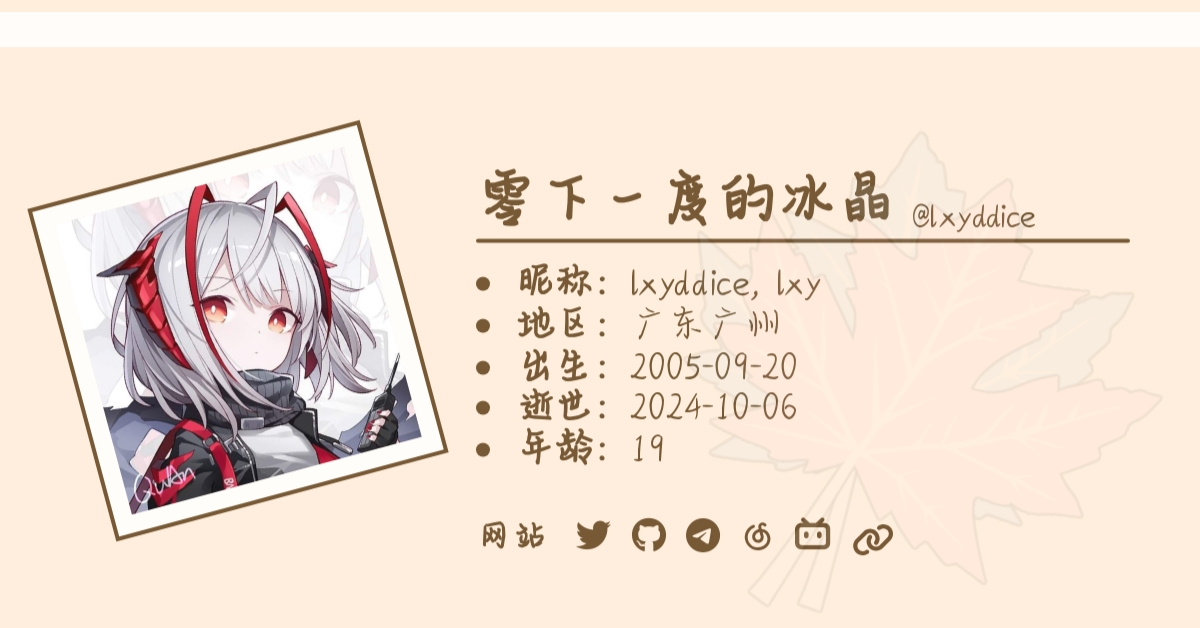 零下一度的冰晶 @lxyddice
昵称: lxyddice, lxy
地区: 广东广州
出生: 2005-09-20
逝世: 2024-10-06
年龄: 19
网站
QuAn